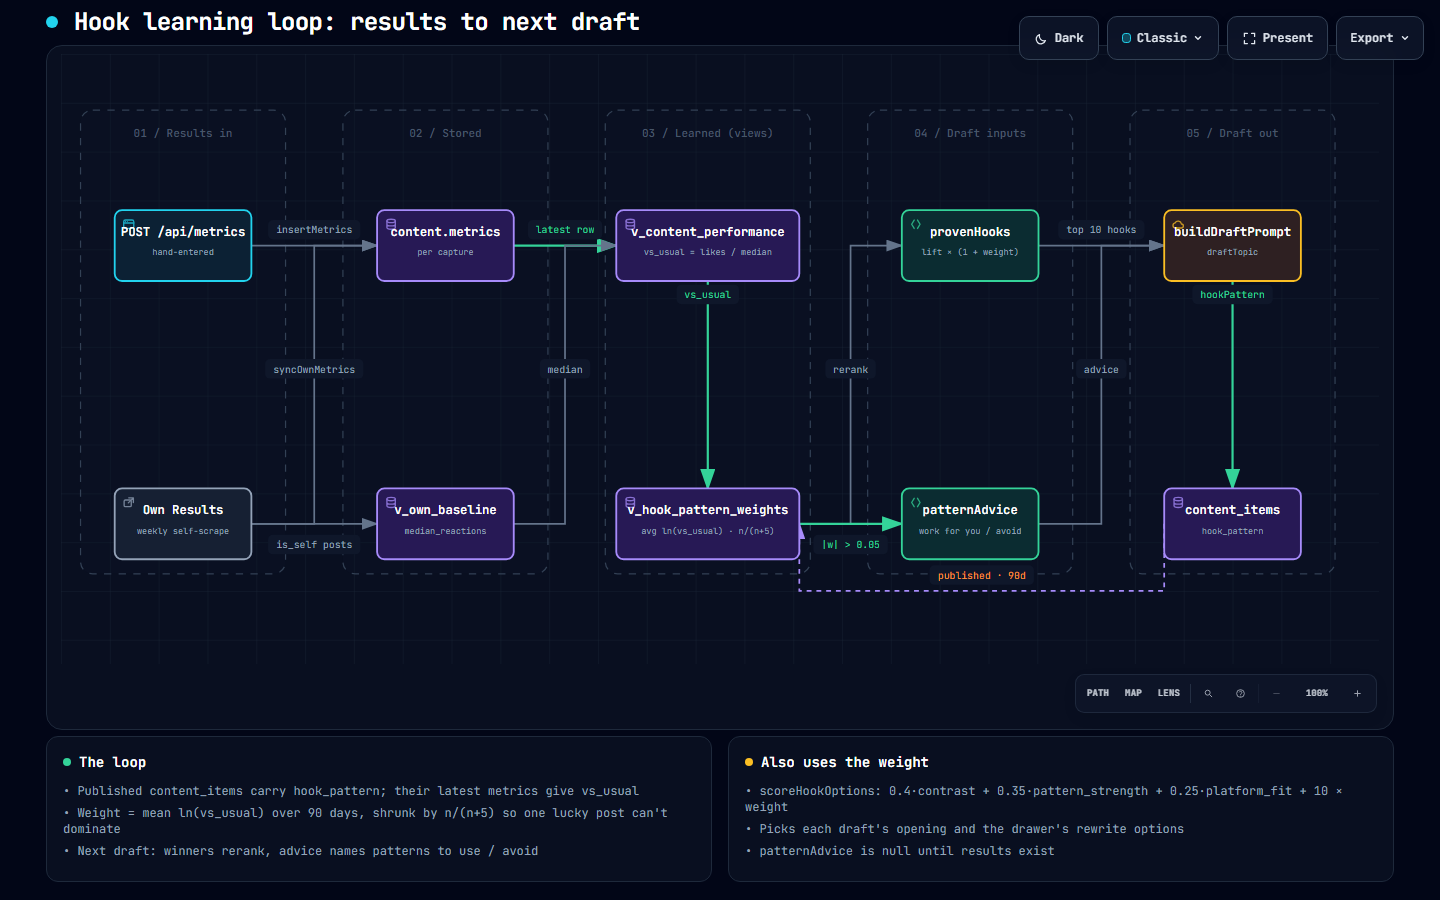 Hook learning loop: results to next draft
Dark
Classic
Present
Export
01 / Results in
02 / Stored
03 / Learned (views)
04 / Draft inputs
05 / Draft out
POST /api/metrics
hand-entered
insertMetrics
content.metrics
per capture
latest row
v_content_performance
vs_usual = likes / median
provenHooks
lift × (1 + weight)
top 10 hooks
buildDraftPrompt
draftTopic
vs_usual
hookPattern
syncOwnMetrics
median
rerank
advice
Own Results
weekly self-scrape
is_self posts
v_own_baseline
median_reactions
v_hook_pattern_weights
avg ln(vs_usual) · n/(n+5)
|w| > 0.05
patternAdvice
work for you / avoid
content_items
hook_pattern
published · 90d
PATH
MAP
LENS
100%
The loop
• Published content_items carry hook_pattern; their latest metrics give vs_usual
• Weight = mean ln(vs_usual) over 90 days, shrunk by n/(n+5) so one lucky post can't
dominate
• Next draft: winners rerank, advice names patterns to use / avoid
Also uses the weight
• scoreHookOptions: 0.4·contrast + 0.35·pattern_strength + 0.25·platform_fit + 10 ×
weight
• Picks each draft's opening and the drawer's rewrite options
• patternAdvice is null until results exist